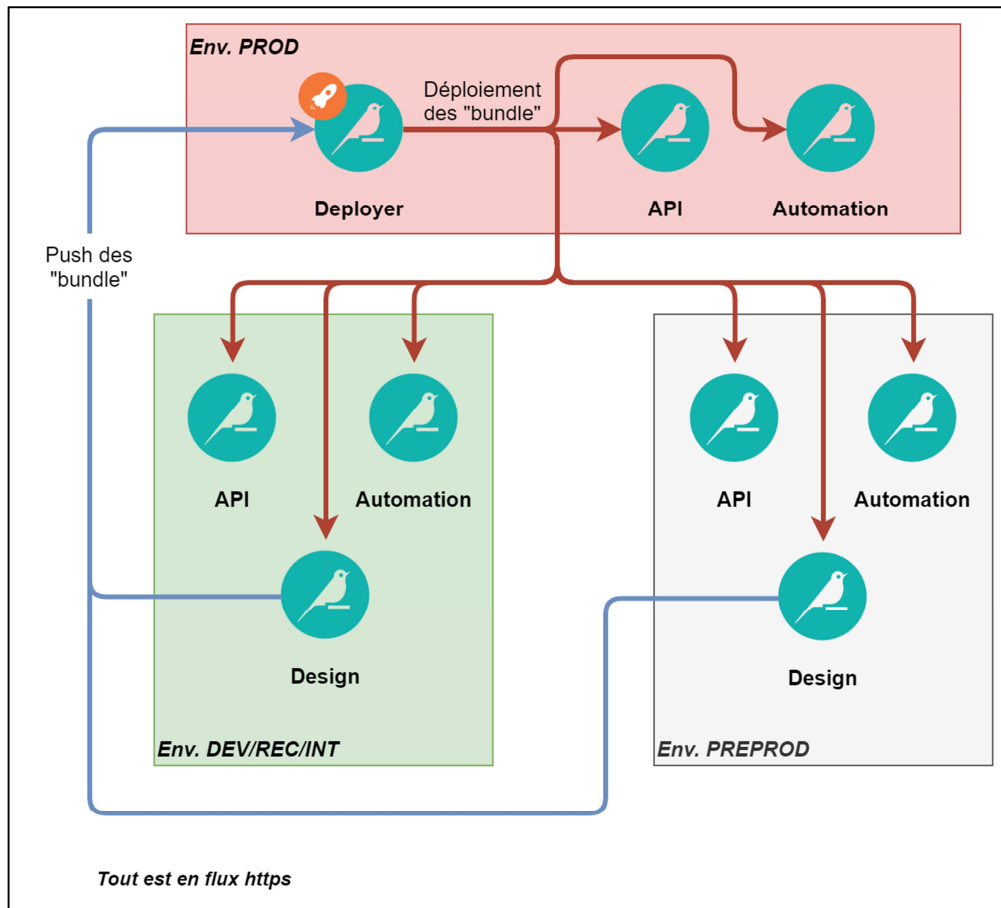 Env. PROD
Déploiement
des "bundle"
Deployer
API
Automation
Push des
"bundle"
API
Automation
Design
Env. DEV/REC/INT
API
Automation
Design
Env. PREPROD
Tout est en flux https